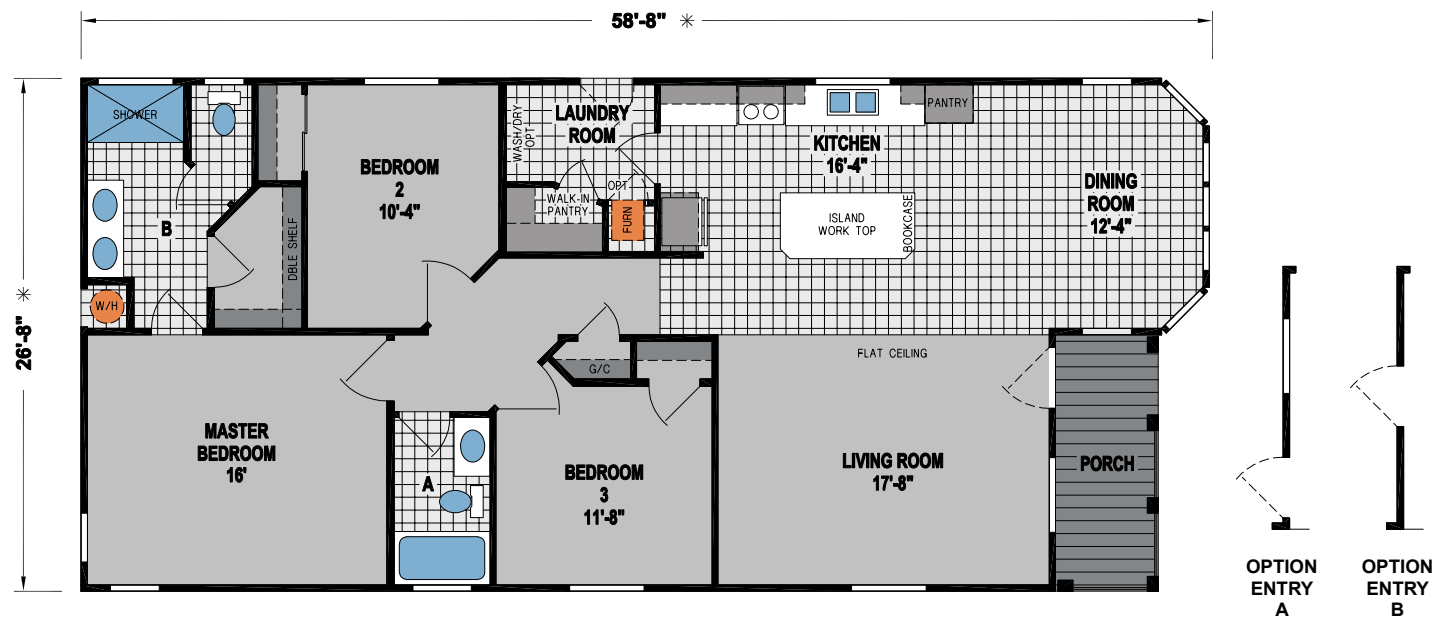 58'-8" ✳
26'-8" ✳
SHOWER
B
W/H
DBLE SHELF
BEDROOM
2
10'-4"
LAUNDRY
ROOM
WASH/DRY
OPT
WALK-IN
PANTRY
OPT
FURN
KITCHEN
16'-4"
PANTRY
ISLAND
WORK TOP
BOOKCASE
DINING
ROOM
12'-4"
MASTER
BEDROOM
16'
A
G/C
BEDROOM
3
11'-8"
FLAT CEILING
LIVING ROOM
17'-8"
PORCH
OPTION
ENTRY
A
OPTION
ENTRY
B